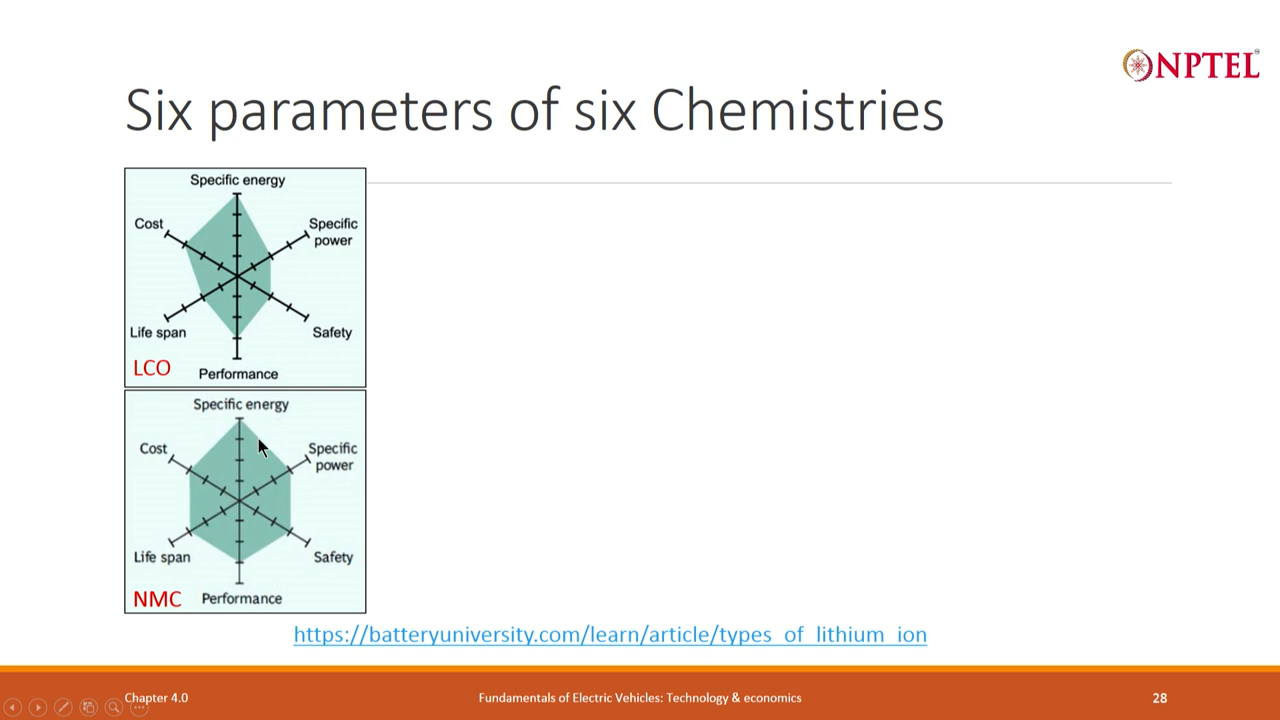 NPTEL
Six parameters of six Chemistries
Specific energy
Cost
Specific
power
Life span
Safety
LCO
Performance
Specific energy
Cost
Specific
power
Life span
Safety
NMC
Performance
https://batteryuniversity.com/learn/article/types_of_lithium_ion
Chapter 4.0
Fundamentals of Electric Vehicles: Technology & economics
28